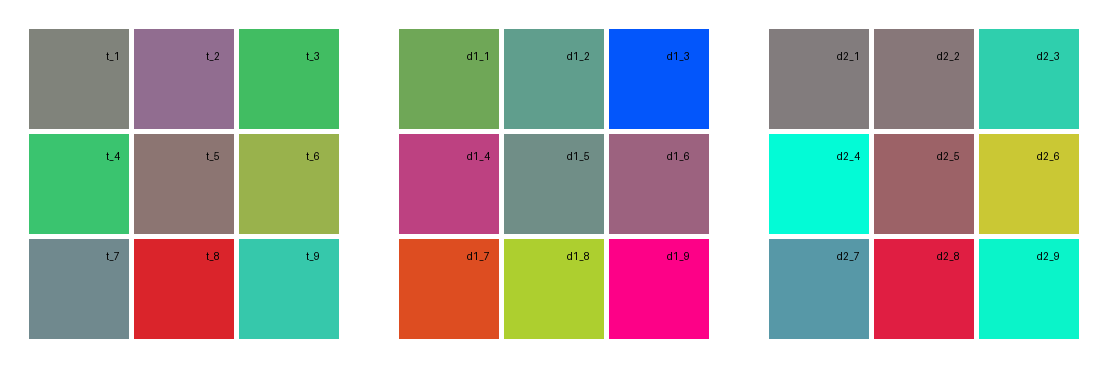 t_1 t_2 t_3 d1_1 d1_2 d1_3 d2_1 d2_2 d2_3
t_4 t_5 t_6 d1_4 d1_5 d1_6 d2_4 d2_5 d2_6
t_7 t_8 t_9 d1_7 d1_8 d1_9 d2_7 d2_8 d2_9